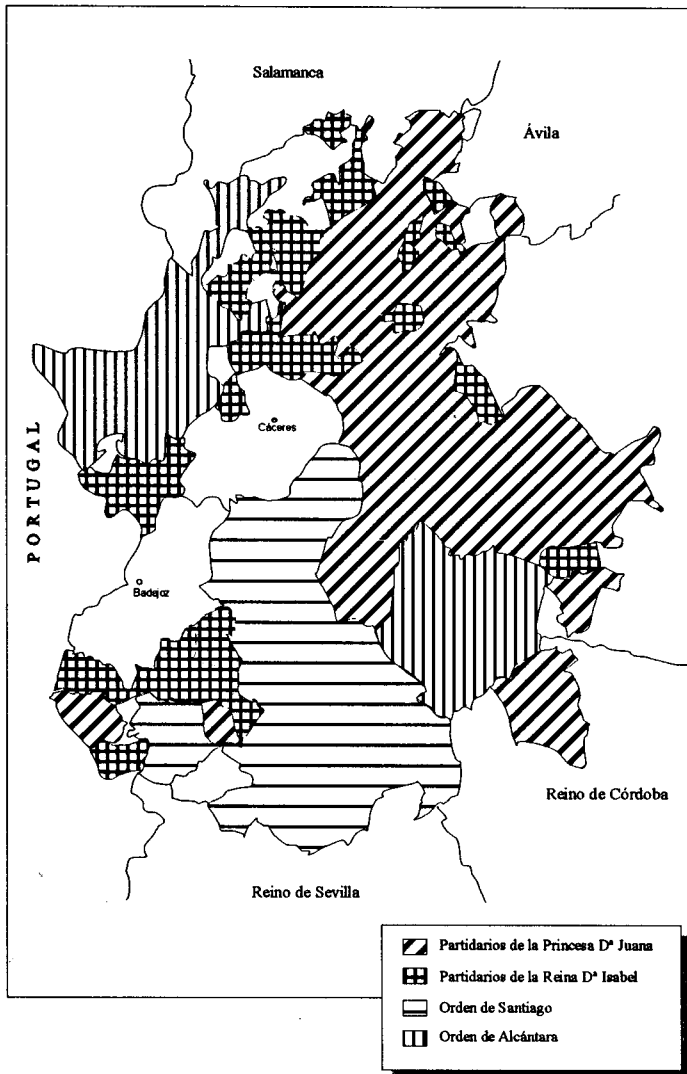 Salamanca
Ávila
Cáceres
PORTUGAL
Badajoz
Reino de Córdoba
Reino de Sevilla
Partidarios de la Princesa Dª Juana
Partidarios de la Reina Dª Isabel
Orden de Santiago
Orden de Alcántara